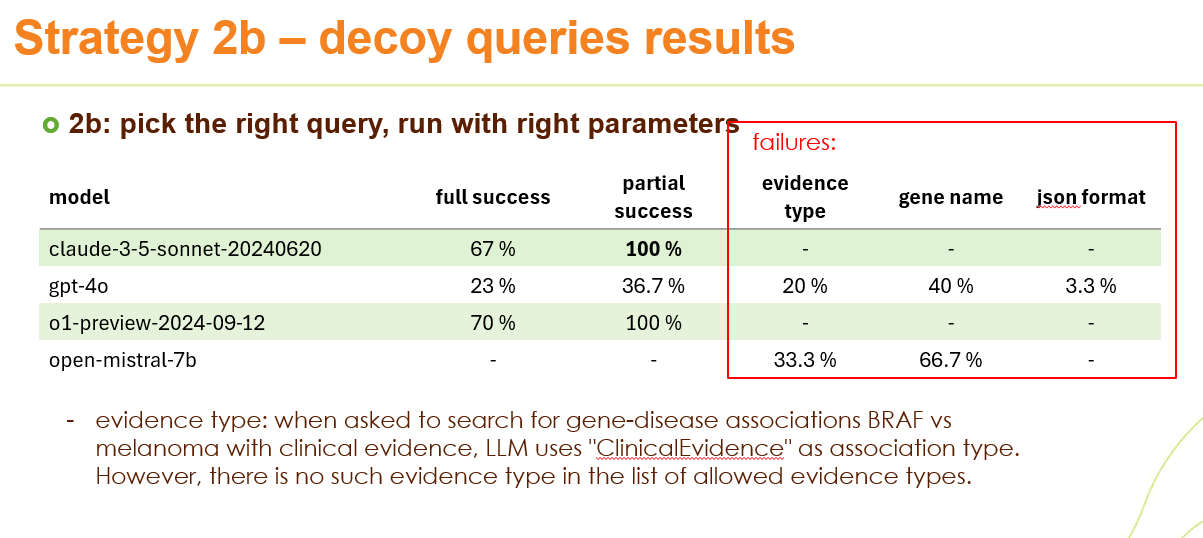 Strategy 2b – decoy queries results
2b: pick the right query, run with right parameters
failures:
model full success partial success evidence type gene name json format
claude-3-5-sonnet-20240620 67 % 100 % - - -
gpt-4o 23 % 36.7 % 20 % 40 % 3.3 %
o1-preview-2024-09-12 70 % 100 % - - -
open-mistral-7b - - 33.3 % 66.7 % -
- evidence type: when asked to search for gene-disease associations BRAF vs
melanoma with clinical evidence, LLM uses "ClinicalEvidence" as association type.
However, there is no such evidence type in the list of allowed evidence types.